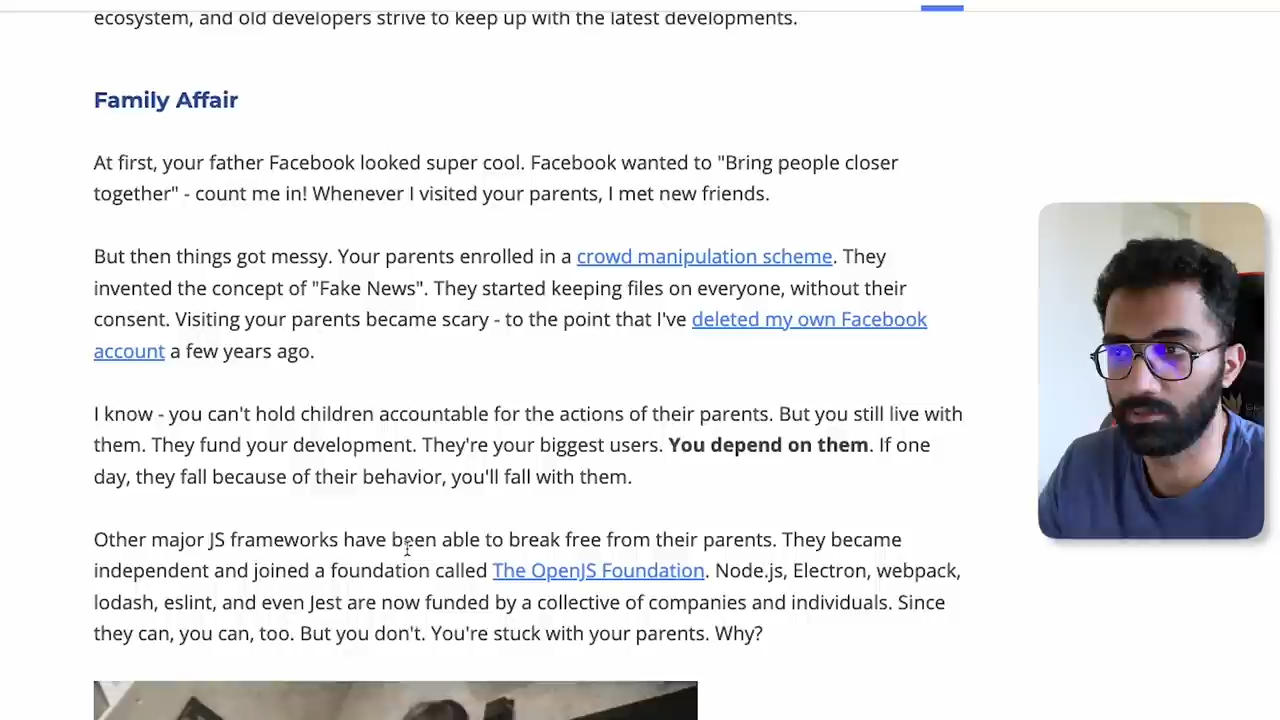 ecosystem, and old developers strive to keep up with the latest developments.
Family Affair
At first, your father Facebook looked super cool. Facebook wanted to "Bring people closer
together" - count me in! Whenever I visited your parents, I met new friends.
But then things got messy. Your parents enrolled in a crowd manipulation scheme. They
invented the concept of "Fake News". They started keeping files on everyone, without their
consent. Visiting your parents became scary - to the point that I've deleted my own Facebook
account a few years ago.
I know - you can't hold children accountable for the actions of their parents. But you still live with
them. They fund your development. They're your biggest users. You depend on them. If one
day, they fall because of their behavior, you'll fall with them.
Other major JS frameworks have been able to break free from their parents. They became
independent and joined a foundation called The OpenJS Foundation. Node.js, Electron, webpack,
lodash, eslint, and even Jest are now funded by a collective of companies and individuals. Since
they can, you can, too. But you don't. You're stuck with your parents. Why?